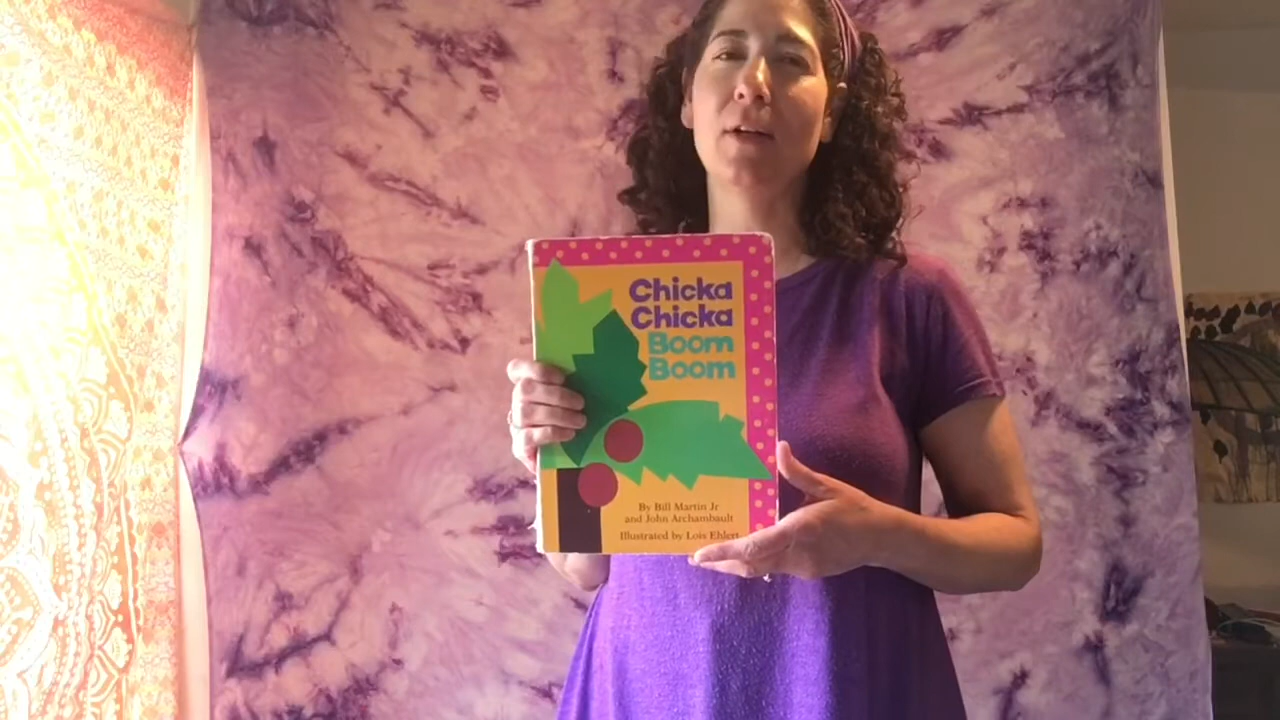 Chicka
Chicka
Boom
Boom
By Bill Martin Jr
and John Archambault
Illustrated by Lois Ehlert